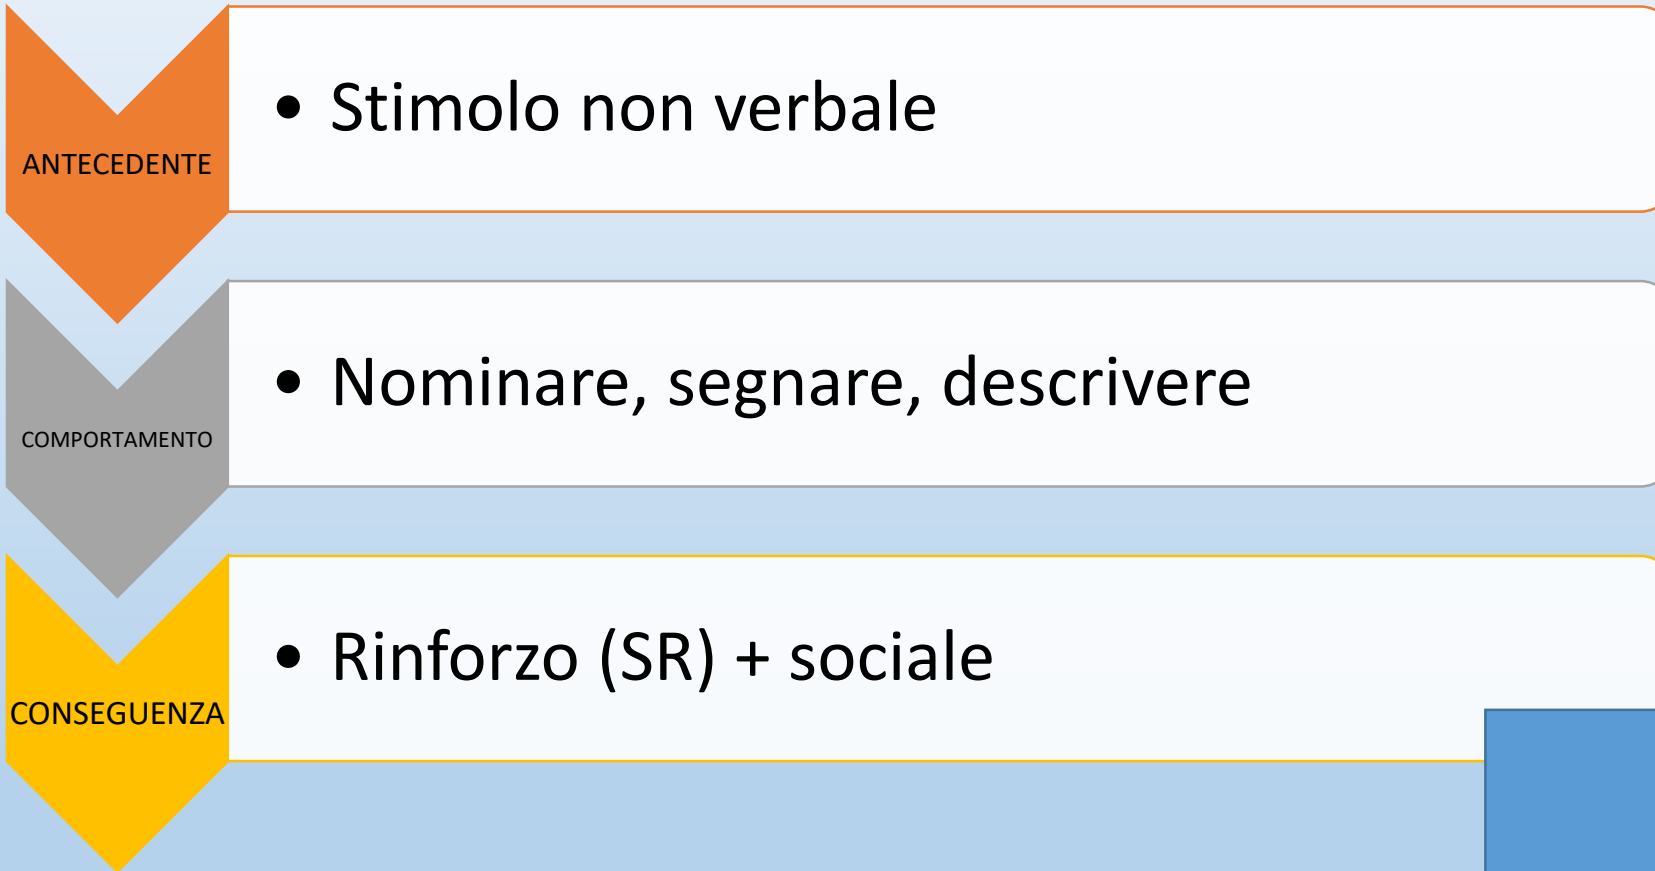 ANTECEDENTE
• Stimolo non verbale
COMPORTAMENTO
• Nominare, segnare, descrivere
CONSEGUENZA
• Rinforzo (SR) + sociale